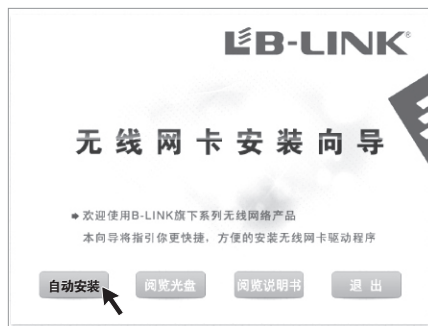 LB-LINK®
无线网卡安装向导
欢迎使用B-LINK旗下系列无线网络产品
本向导将指引你更快捷，方便的安装无线网卡驱动程序
自动安装 阅览光盘 阅览说明书 退 出